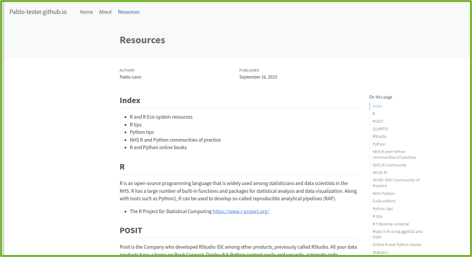 Pablo-tester.github.io Home About Resources
Resources
AUTHOR
Pablo Leon
PUBLISHED
September 16, 2023
Index
R and R Eco-system resources
R tips
Python tips
NHS.R and Python communities of practice
R and Python online books
R
R is an open-source programming language that is widely used among statisticians and data scientists in the
NHS. R has a large number of built-in functions and packages for statistical analysis and data visualization. Along
with tools such as Python1, R can be used to develop so-called reproducible analytical pipelines (RAP).
The R Project for Statistical Computing https://www.r-project.org/
POSIT
Posit is the Company who developed RStudio IDE among other products, previously called RStudio. All your data
On this page
Index
R
POSIT
QUARTO
RStudio
Python
NHS.R and Python
communities of practice
NHS.R Community
NHSE R
NHSE- RAP Community of
Practice
NHS-Python
Code editors
Python tips
R tips
R Tidyverse universe
Maps in R using ggplot2 and
Online R and Python Books
Statistics